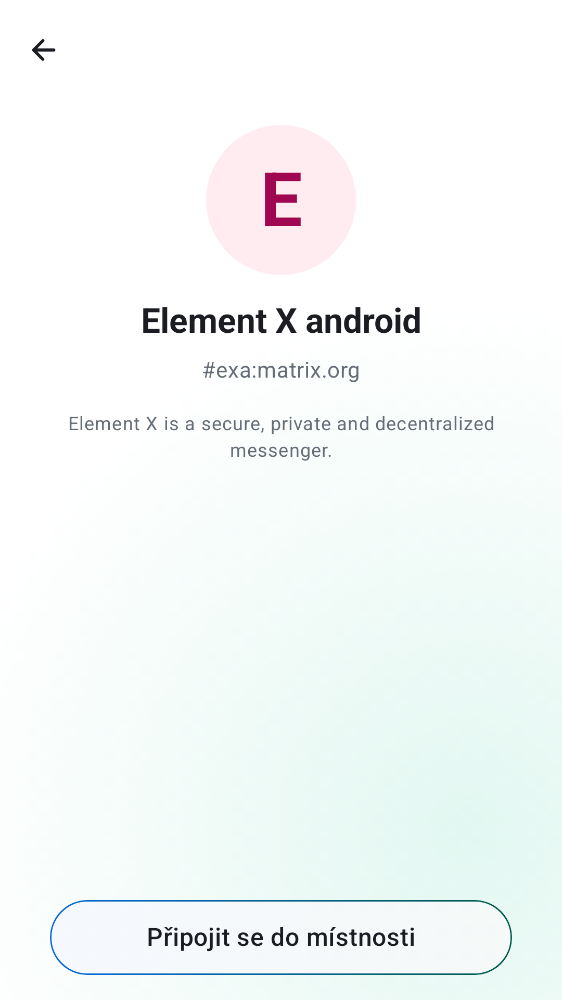 E
Element X android
#exa:matrix.org
Element X is a secure, private and decentralized
messenger.
Připojit se do místnosti